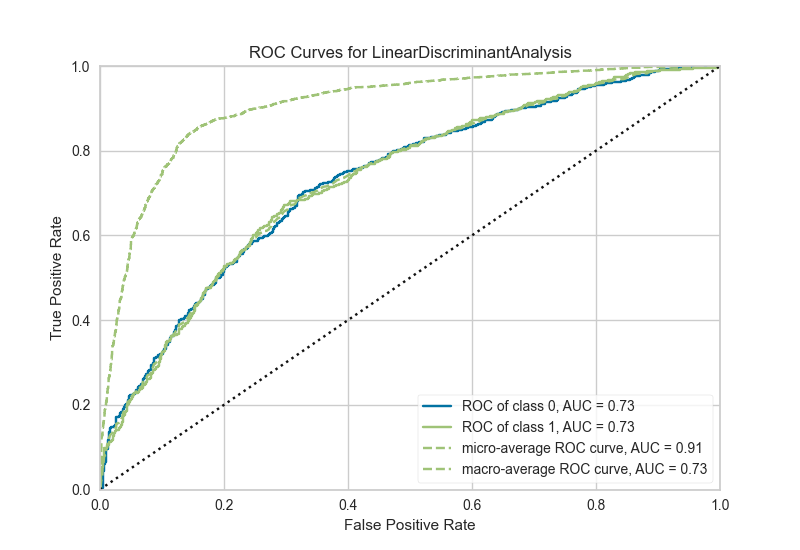 ROC Curves for LinearDiscriminantAnalysis
True Positive Rate
1.0
0.8
0.6
0.4
0.2
0.0
ROC of class 0, AUC = 0.73
ROC of class 1, AUC = 0.73
micro-average ROC curve, AUC = 0.91
macro-average ROC curve, AUC = 0.73
0.0 0.2 0.4 0.6 0.8 1.0
False Positive Rate